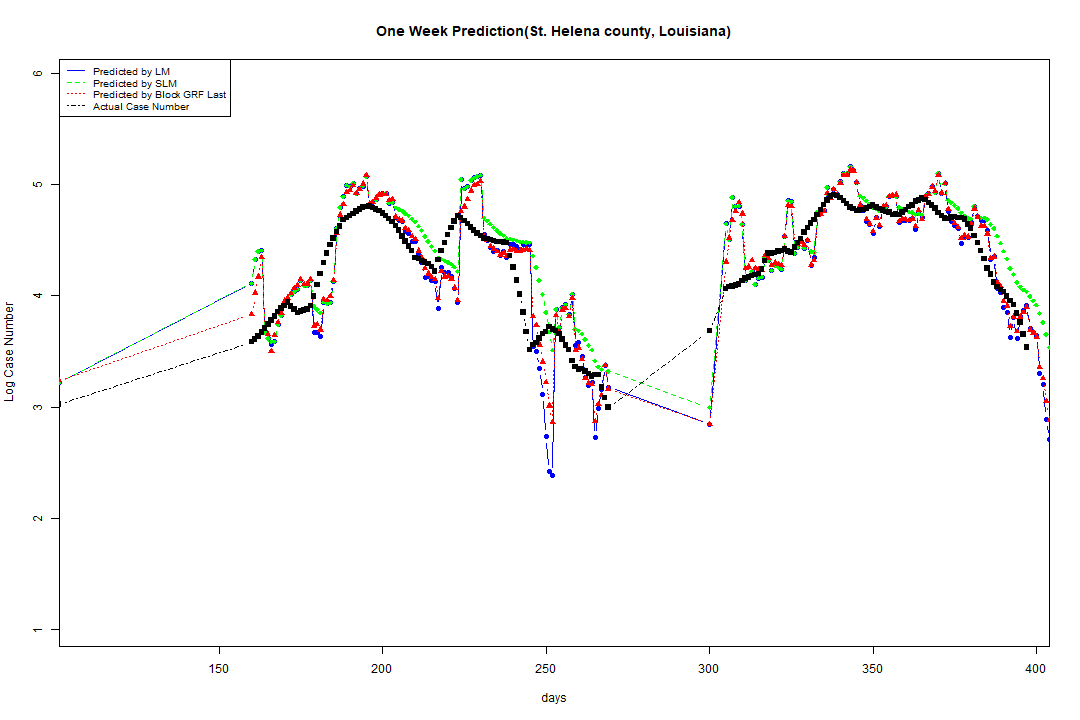 One Week Prediction(St. Helena county, Louisiana)
Predicted by LM
Predicted by SLM
Predicted by Block GRF Last
Actual Case Number
Log Case Number
6
5
4
3
2
1
150 200 250 300 350 400
days